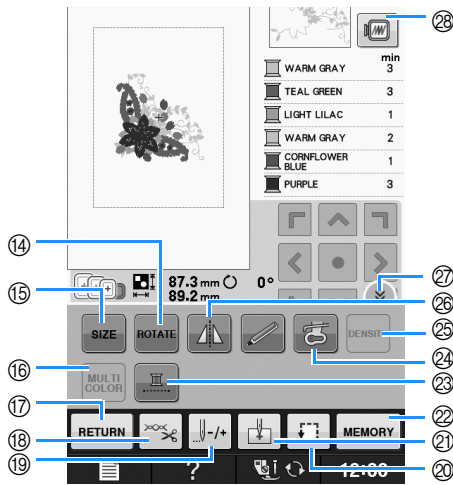 ㉘
min
WARM GRAY 3
TEAL GREEN 3
LIGHT LILAC 1
WARM GRAY 2
CORNFLOWER
BLUE 1
PURPLE 3
⑭
⑮
87.3 mm 0°
89.2 mm
㉗
㉖
SIZE ROTATE DENSITY
㉕
㉔
⑯
MULTI
COLOR
㉓
⑰
㉒
RETURN -/+ MEMORY
⑱
㉑
⑲
⑳
?